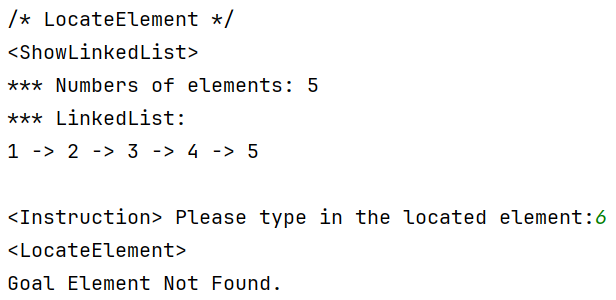 /* LocateElement */
<ShowLinkedList>
*** Numbers of elements: 5
*** LinkedList:
1 -> 2 -> 3 -> 4 -> 5
<Instruction> Please type in the located element:6
<LocateElement>
Goal Element Not Found.